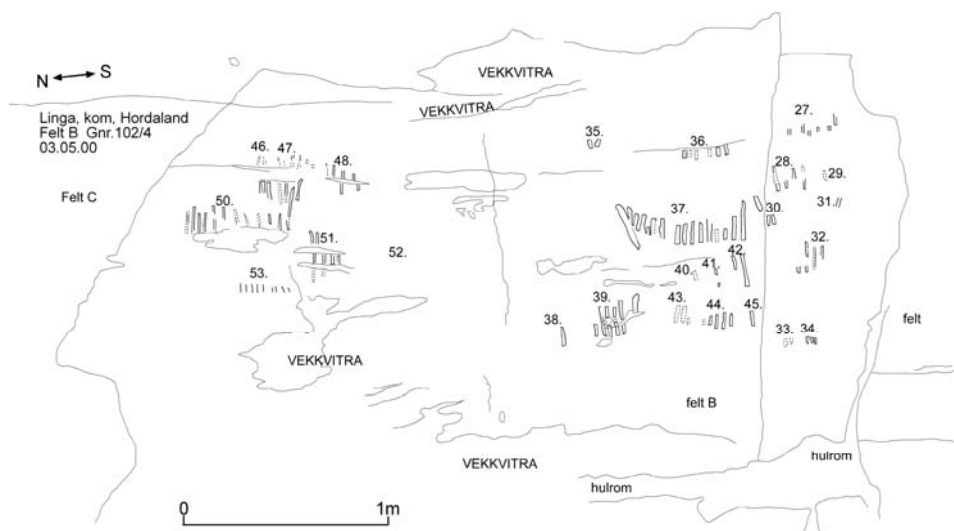 VEKKVITRA
N S
VEKKVITRA
Linga, kom, Hordaland
Felt B Gnr.102/4
03.05.00
27.
35.
36.
46. 47.
48.
28.
29.
Felt C
50.
37.
30.
31.
51.
52.
32.
42.
41.
40.
53.
39.
43.
44.
45.
38.
33. 34.
felt
VEKKVITRA
felt B
hulrom
VEKKVITRA
hulrom
0 1m